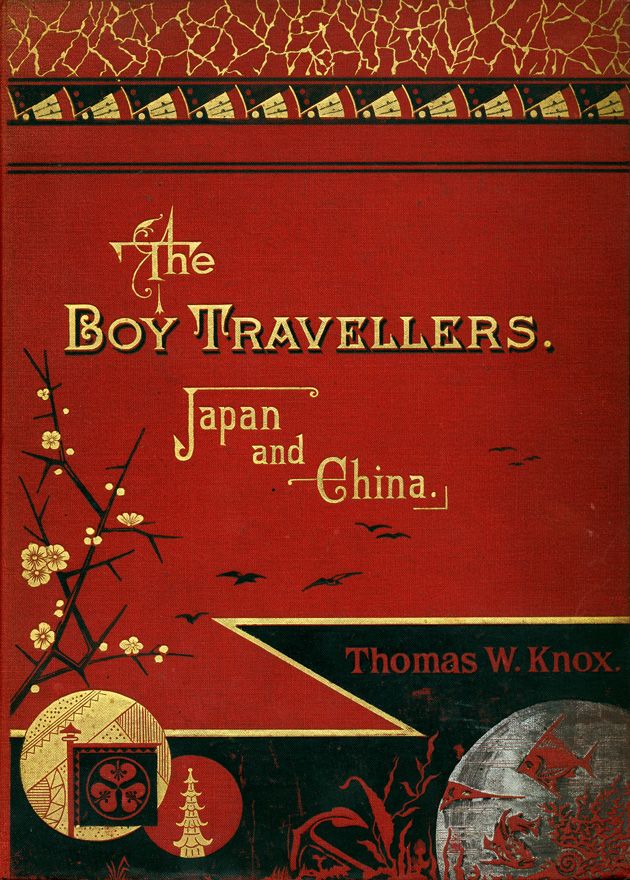 The
BOY TRAVELLERS.
Japan
and
China.
Thomas W. Knox.